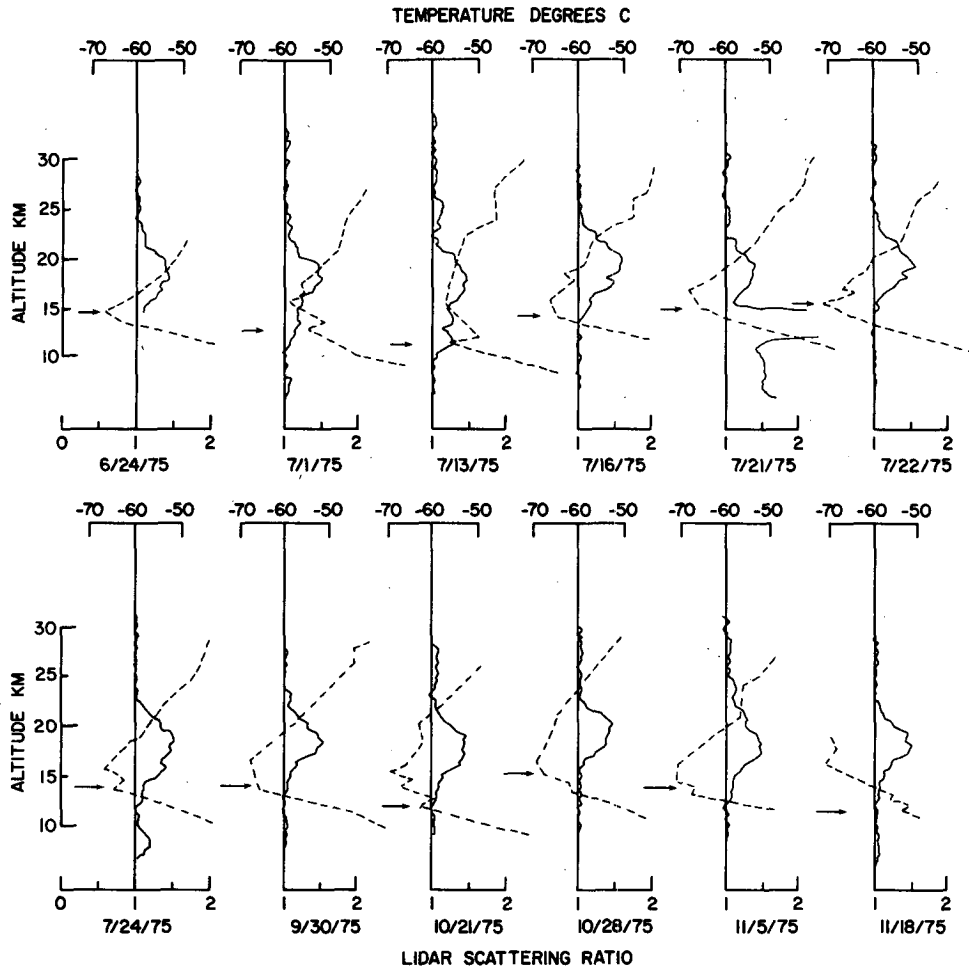 TEMPERATURE DEGREES C
-70 -60 -50 -70 -60 -50 -70 -60 -50 -70 -60 -50 -70 -60 -50 -70 -60 -50
ALTITUDE KM
30
25
20
15
10
0 1 2 1 2 1 2 1 2 1 2 1 2
6/24/75 7/1/75 7/13/75 7/16/75 7/21/75 7/22/75
-70 -60 -50 -70 -60 -50 -70 -60 -50 -70 -60 -50 -70 -60 -50 -70 -60 -50
ALTITUDE KM
30
25
20
15
10
0 1 2 1 2 1 2 1 2 1 2 1 2
7/24/75 9/30/75 10/21/75 10/28/75 11/5/75 11/18/75
LIDAR SCATTERING RATIO